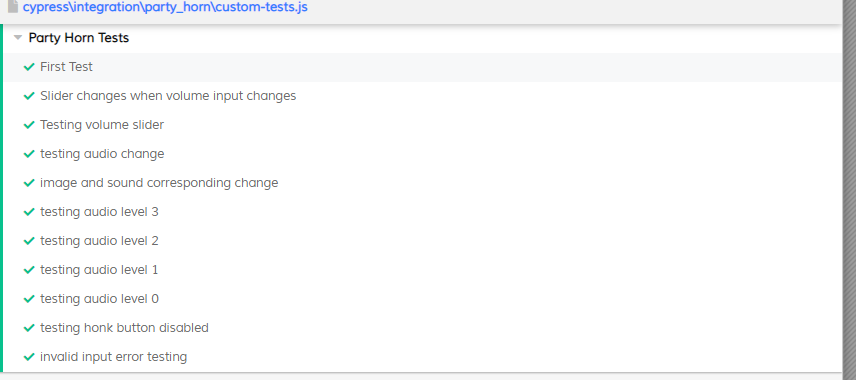 cypress\integration\party_horn\custom-tests.js
Party Horn Tests
First Test
Slider changes when volume input changes
Testing volume slider
testing audio change
image and sound corresponding change
testing audio level 3
testing audio level 2
testing audio level 1
testing audio level 0
testing honk button disabled
invalid input error testing